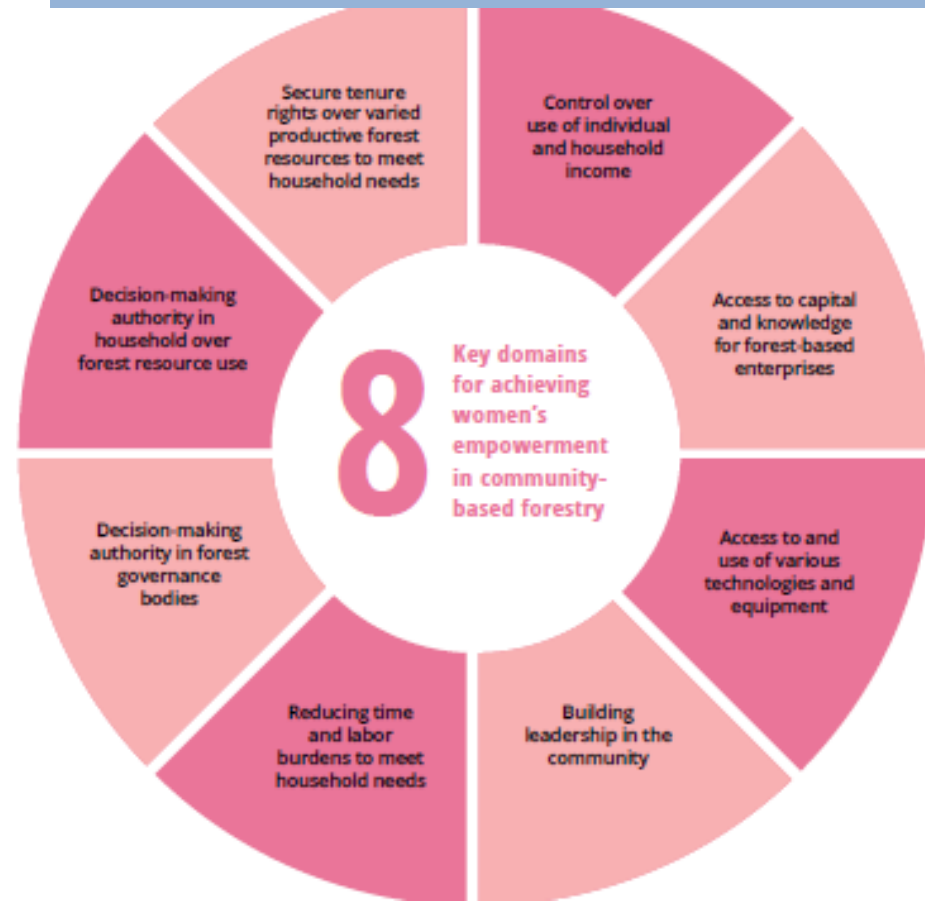 Secure tenure
rights over varied
productive forest
resources to meet
household needs
Control over
use of individual
and household
income
Decision-making
authority in
household over
forest resource use
Access to capital
and knowledge
for forest-based
enterprises
8
Key domains
for achieving
women's
empowerment
in community-
based forestry
Decision-making
authority in forest
governance
bodies
Access to and
use of various
technologies and
equipment
Reducing time
and labor
burdens to meet
household needs
Building
leadership in the
community